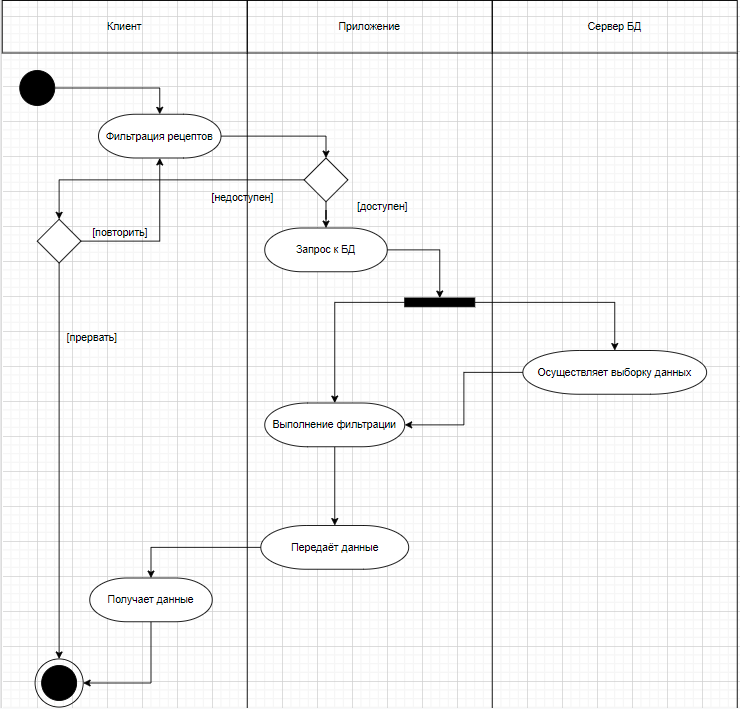 Клиент
Приложение
Сервер БД
Фильтрация рецептов
[недоступен]
[доступен]
[повторить]
Запрос к БД
[прервать]
Осуществляет выборку данных
Выполнение фильтрации
Передаёт данные
Получает данные